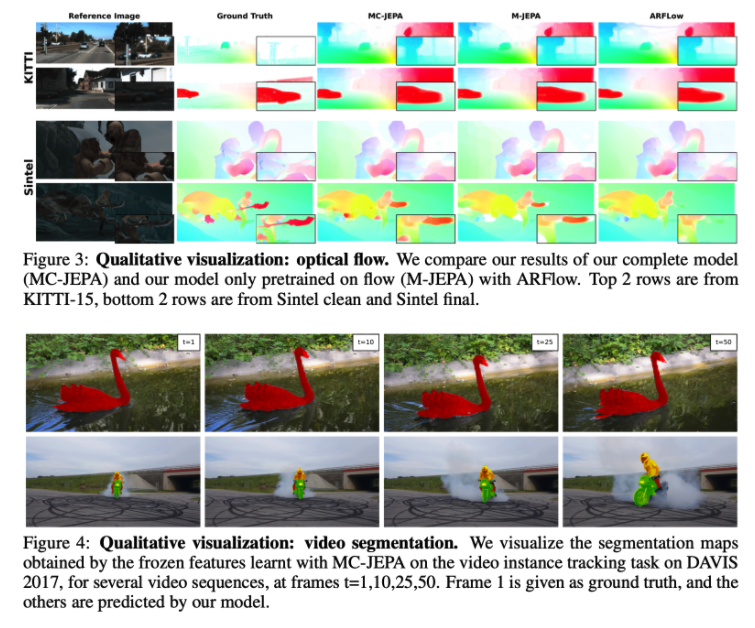 Reference Image Ground Truth MC-JEPA M-JEPA ARFLow
KITTI
Sintel
Figure 3: Qualitative visualization: optical flow. We compare our results of our complete model
(MC-JEPA) and our model only pretrained on flow (M-JEPA) with ARFlow. Top 2 rows are from
KITTI-15, bottom 2 rows are from Sintel clean and Sintel final.
t=1 t=10 t=25 t=50
Figure 4: Qualitative visualization: video segmentation. We visualize the segmentation maps
obtained by the frozen features learnt with MC-JEPA on the video instance tracking task on DAVIS
2017, for several video sequences, at frames t=1,10,25,50. Frame 1 is given as ground truth, and the
others are predicted by our model.